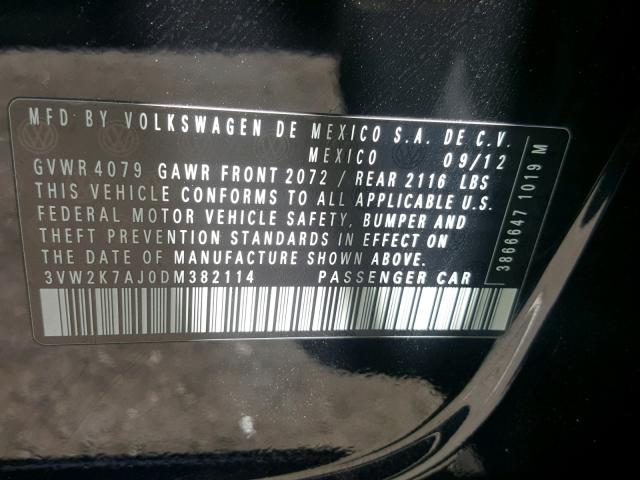 MFD BY VOLKSWAGEN DE MEXICO S.A. DE C.V.
MEXICO 09/12
GVWR 4079 GAWR FRONT 2072 / REAR 2116 LBS
THIS VEHICLE CONFORMS TO ALL APPLICABLE U.S.
FEDERAL MOTOR VEHICLE SAFETY, BUMPER AND
THEFT PREVENTION STANDARDS IN EFFECT ON
THE DATE OF MANUFACTURE SHOWN ABOVE.
3VW2K7AJ0DM382114 PASSENGER CAR
3866647 1019 M